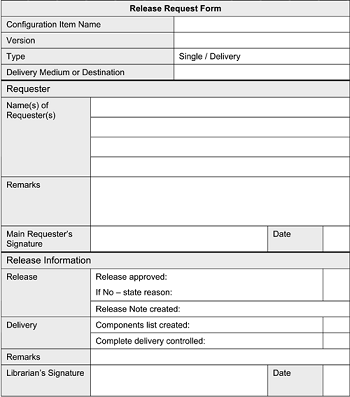 Release Request Form
Configuration Item Name
Version
Type
Single / Delivery
Delivery Medium or Destination
Requester
Name(s) of
Requester(s)
Remarks
Main Requester's
Signature
Date
Release Information
Release
Release approved:
If No – state reason:
Release Note created:
Delivery
Components list created:
Complete delivery controlled:
Remarks
Librarian's Signature
Date